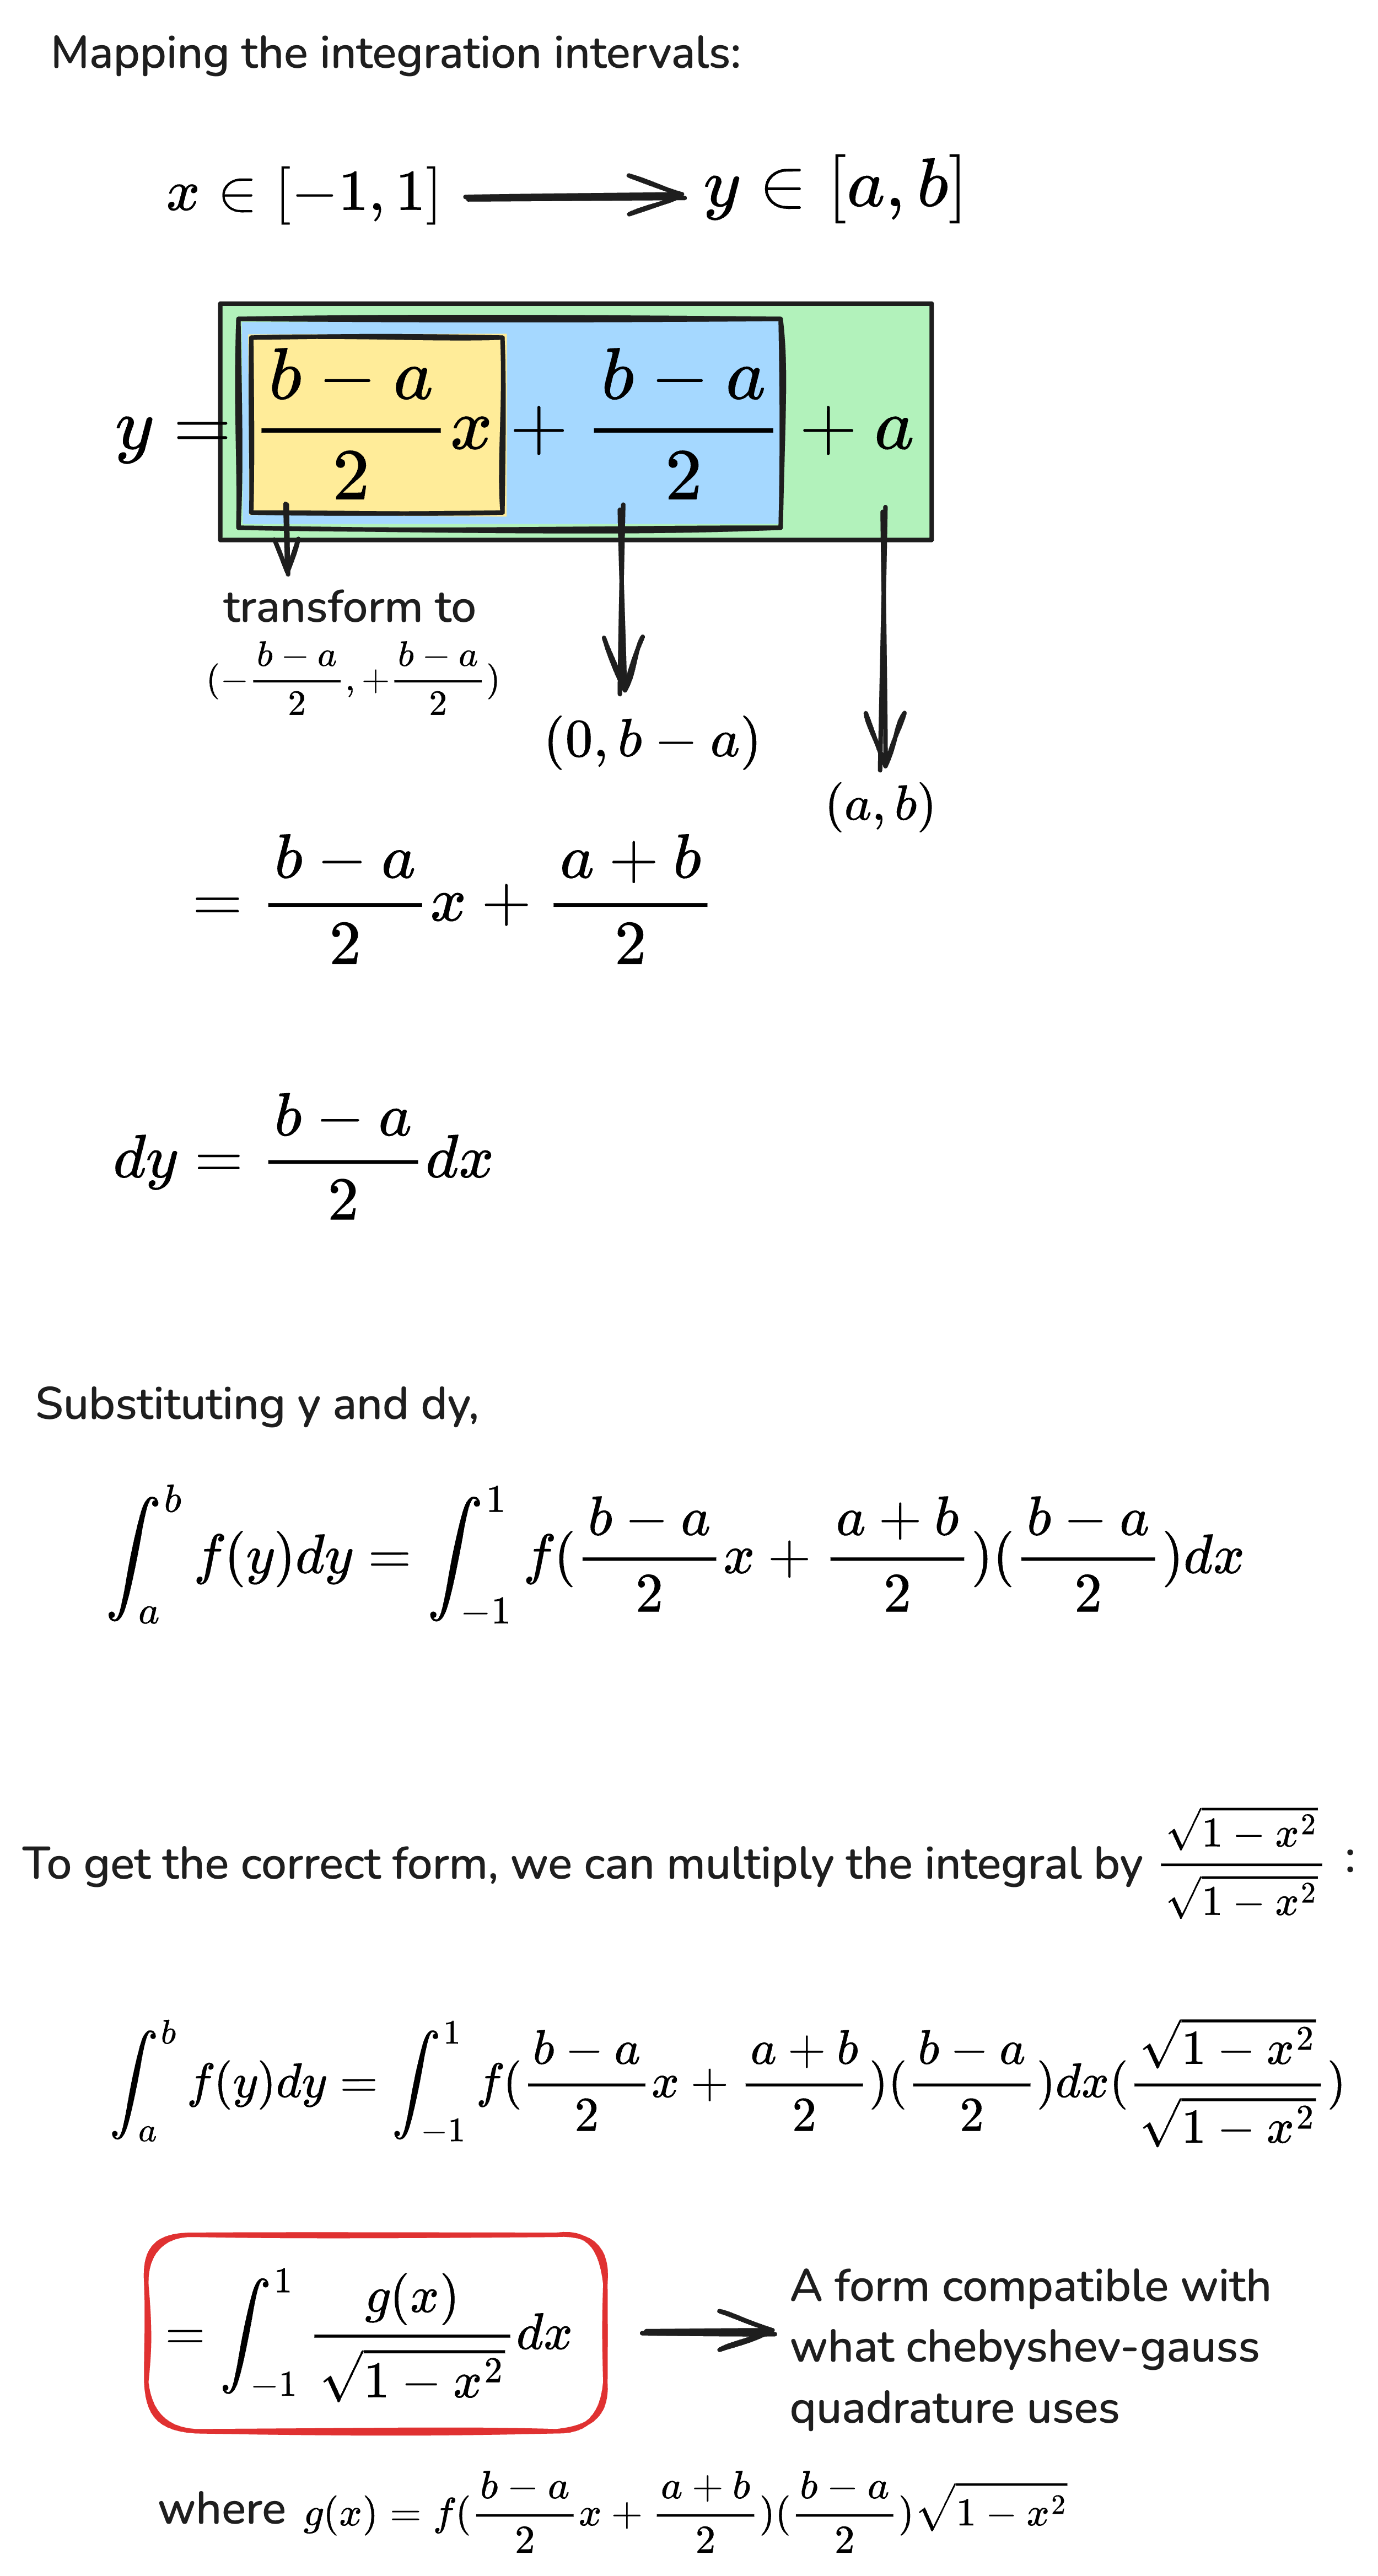 Mapping the integration intervals:
x ∈ [−1, 1] ⟶ y ∈ [a, b]
y = \frac{b − a}{2} x + \frac{b − a}{2} + a
transform to
(−\frac{b − a}{2}, +\frac{b − a}{2})
(0, b − a)
(a, b)
= \frac{b − a}{2} x + \frac{a + b}{2}
dy = \frac{b − a}{2} dx
Substituting y and dy,
\int_a^b f(y)dy = \int_{−1}^1 f(\frac{b − a}{2} x + \frac{a + b}{2})(\frac{b − a}{2})dx
To get the correct form, we can multiply the integral by \frac{\sqrt{1 − x^2}}{\sqrt{1 − x^2}} :
\int_a^b f(y)dy = \int_{−1}^1 f(\frac{b − a}{2} x + \frac{a + b}{2})(\frac{b − a}{2})dx(\frac{\sqrt{1 − x^2}}{\sqrt{1 − x^2}})
= \int_{−1}^1 \frac{g(x)}{\sqrt{1 − x^2}} dx
A form compatible with
what chebyshev-gauss
quadrature uses
where g(x) = f(\frac{b − a}{2} x + \frac{a + b}{2})(\frac{b − a}{2})\sqrt{1 − x^2}